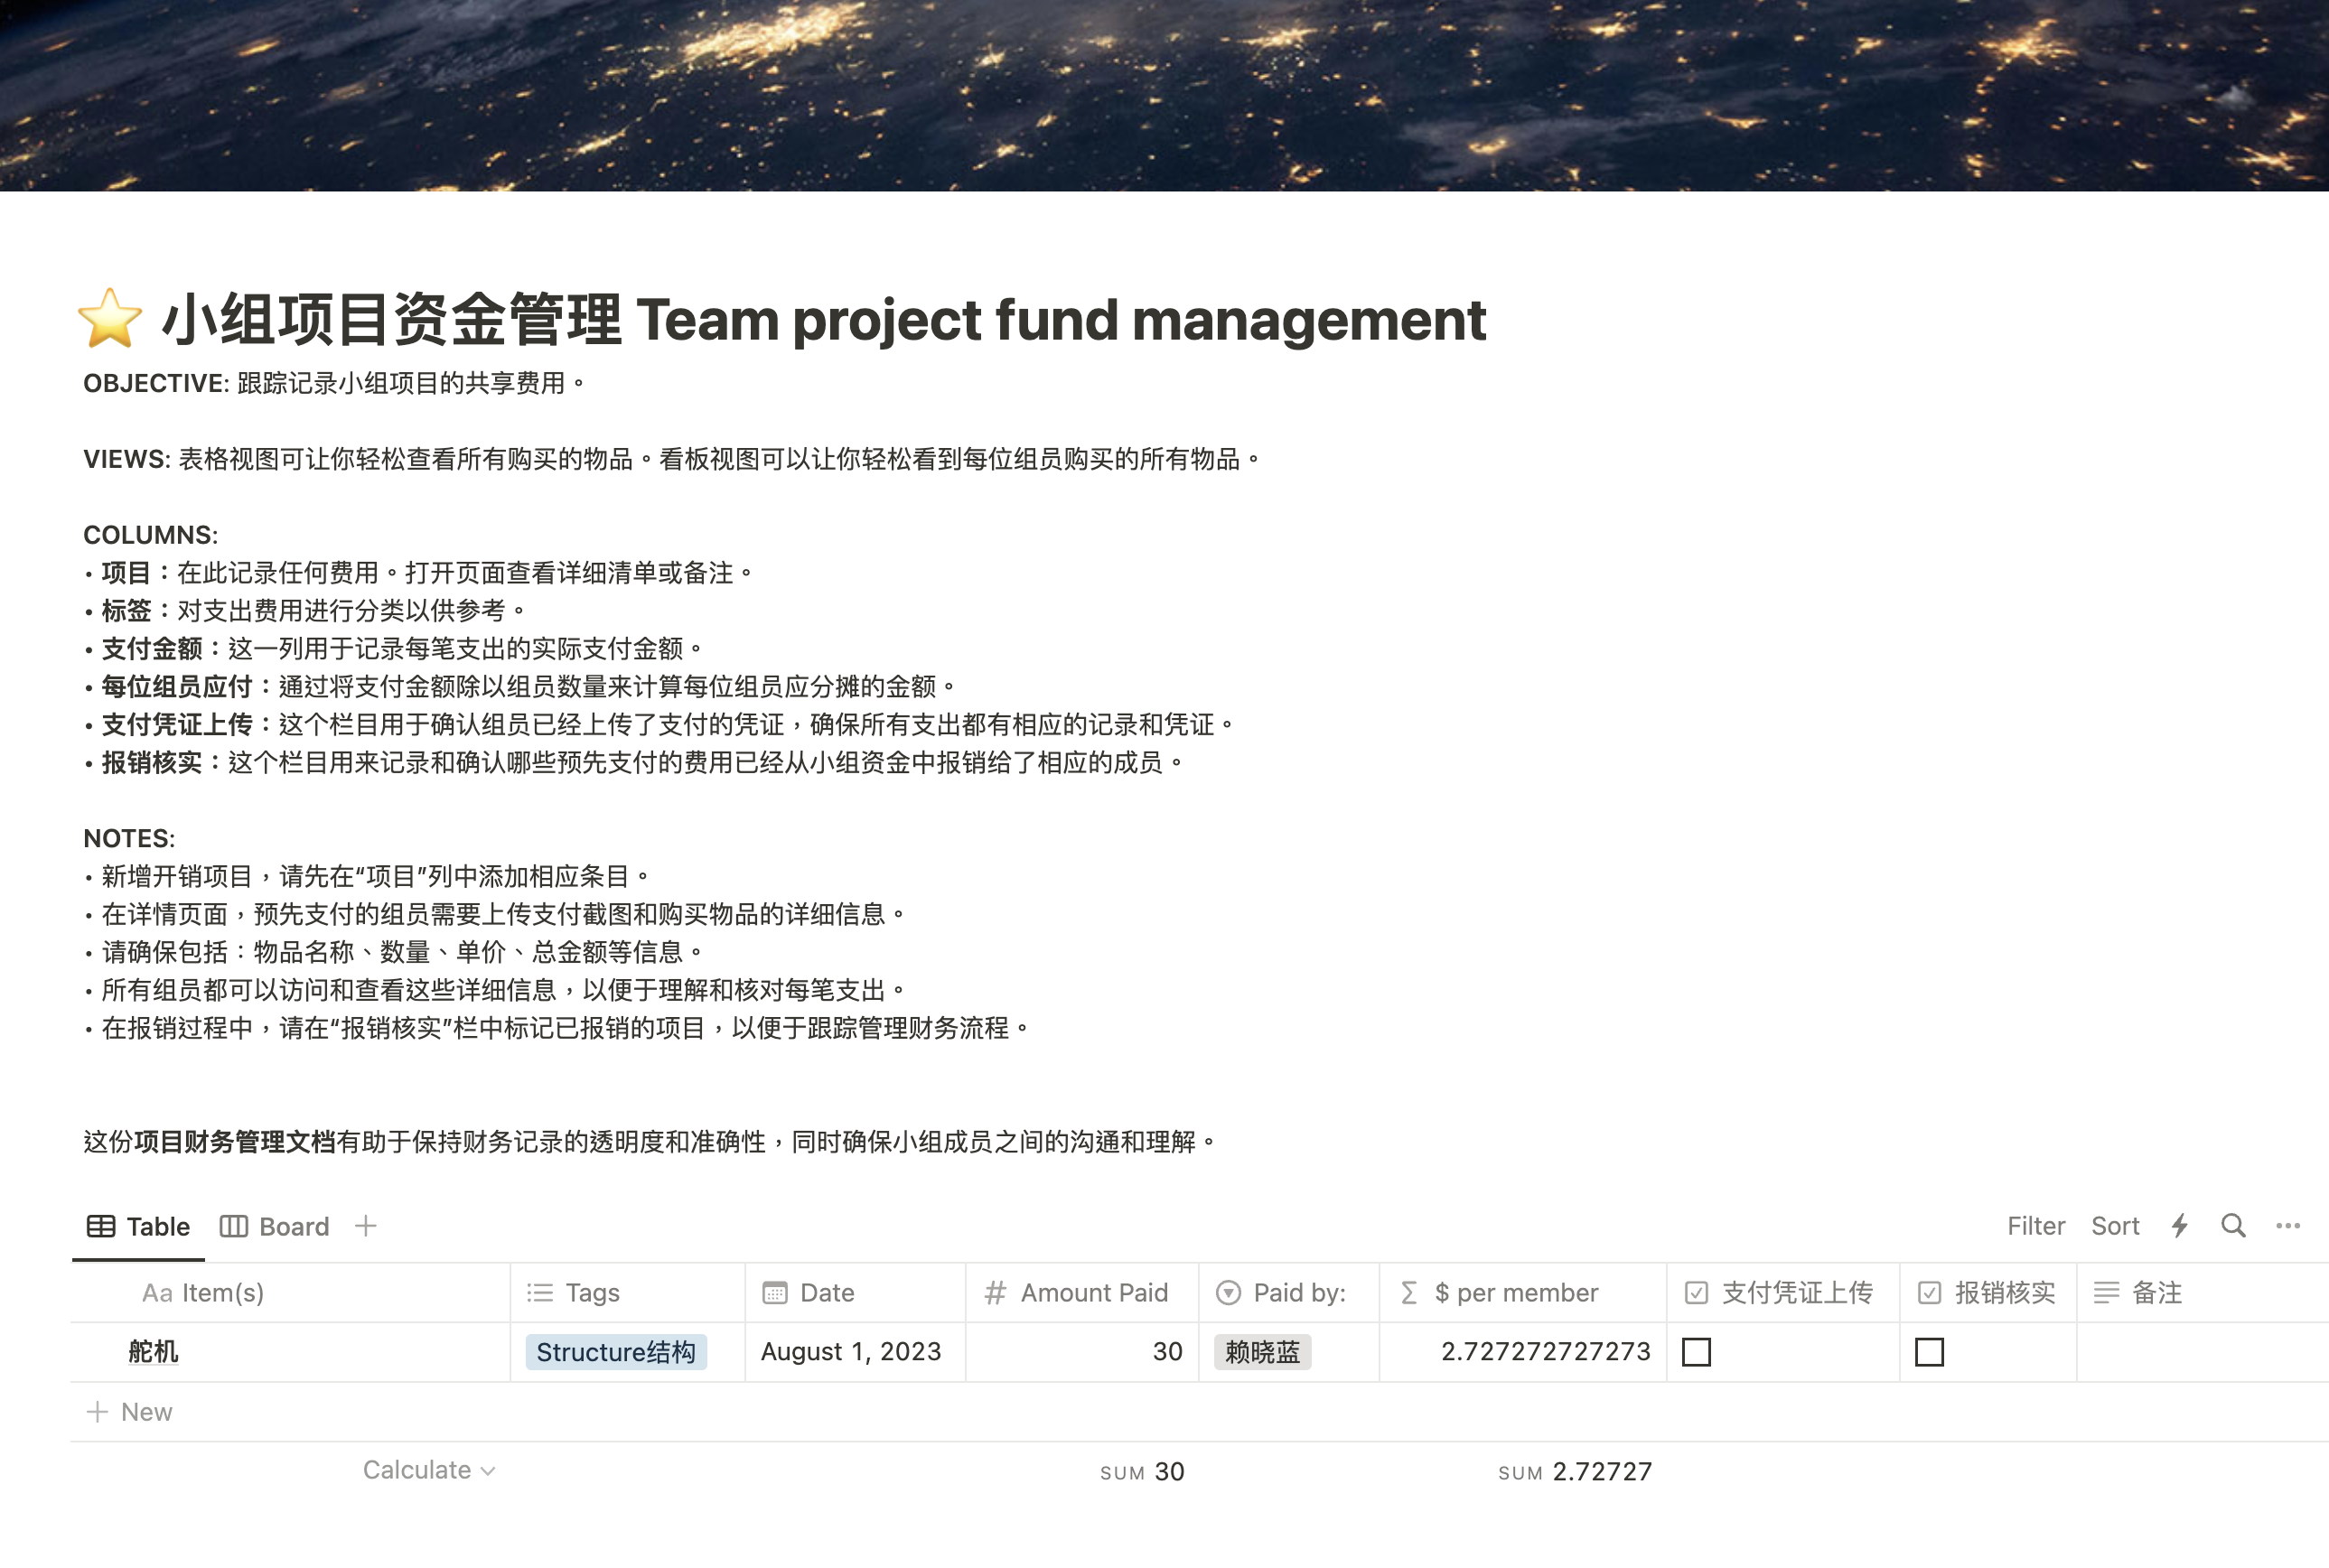 ⭐ 小组项目资金管理 Team project fund management
OBJECTIVE: 跟踪记录小组项目的共享费用。
VIEWS: 表格视图可让你轻松查看所有购买的物品。看板视图可以让你轻松看到每位组员购买的所有物品。
COLUMNS:
• 项目：在此记录任何费用。打开页面查看详细清单或备注。
• 标签：对支出费用进行分类以供参考。
• 支付金额：这一列用于记录每笔支出的实际支付金额。
• 每位组员应付：通过将支付金额除以组员数量来计算每位组员应分摊的金额。
• 支付凭证上传：这个栏目用于确认组员已经上传了支付的凭证，确保所有支出都有相应的记录和凭证。
• 报销核实：这个栏目用来记录和确认哪些预先支付的费用已经从小组资金中报销给了相应的成员。
NOTES:
• 新增开销项目，请先在“项目”列中添加相应条目。
• 在详情页面，预先支付的组员需要上传支付截图和购买物品的详细信息。
• 请确保包括：物品名称、数量、单价、总金额等信息。
• 所有组员都可以访问和查看这些详细信息，以便于理解和核对每笔支出。
• 在报销过程中，请在“报销核实”栏中标记已报销的项目，以便于跟踪管理财务流程。
这份项目财务管理文档有助于保持财务记录的透明度和准确性，同时确保小组成员之间的沟通和理解。
Table Board + Filter Sort
Aa Item(s) Tags Date # Amount Paid Paid by: Σ $ per member 支付凭证上传 报销核实 备注
舵机 Structure结构 August 1, 2023 30 赖晓蓝 2.727272727273
+ New
Calculate SUM 30 SUM 2.72727